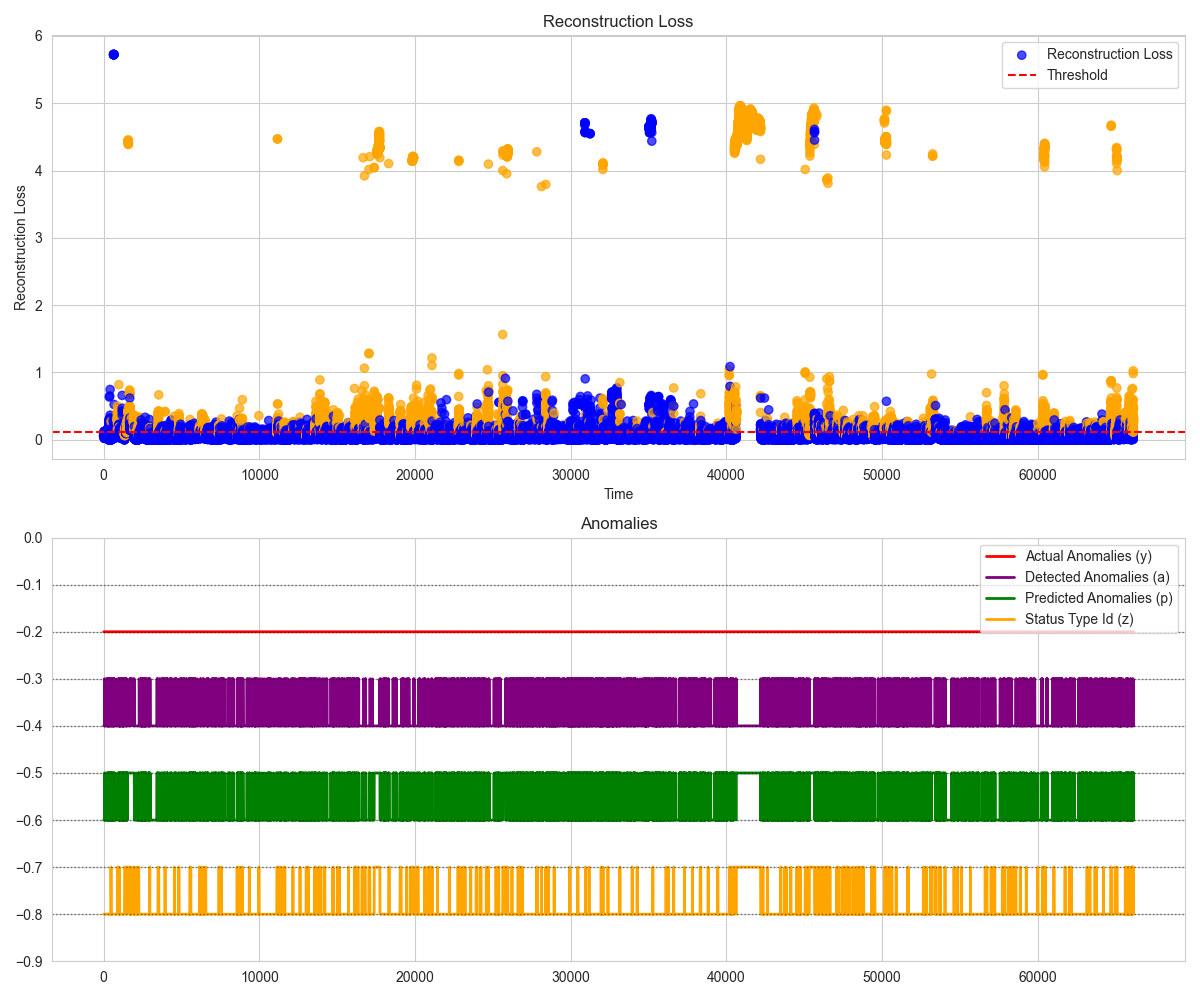 Reconstruction Loss
6
5
4
3
2
1
0
Reconstruction Loss
Reconstruction Loss
Threshold
0 10000 20000 30000 40000 50000 60000
Time
Anomalies
0.0
−0.1
−0.2
−0.3
−0.4
−0.5
−0.6
−0.7
−0.8
−0.9
Actual Anomalies (y)
Detected Anomalies (a)
Predicted Anomalies (p)
Status Type Id (z)
0 10000 20000 30000 40000 50000 60000